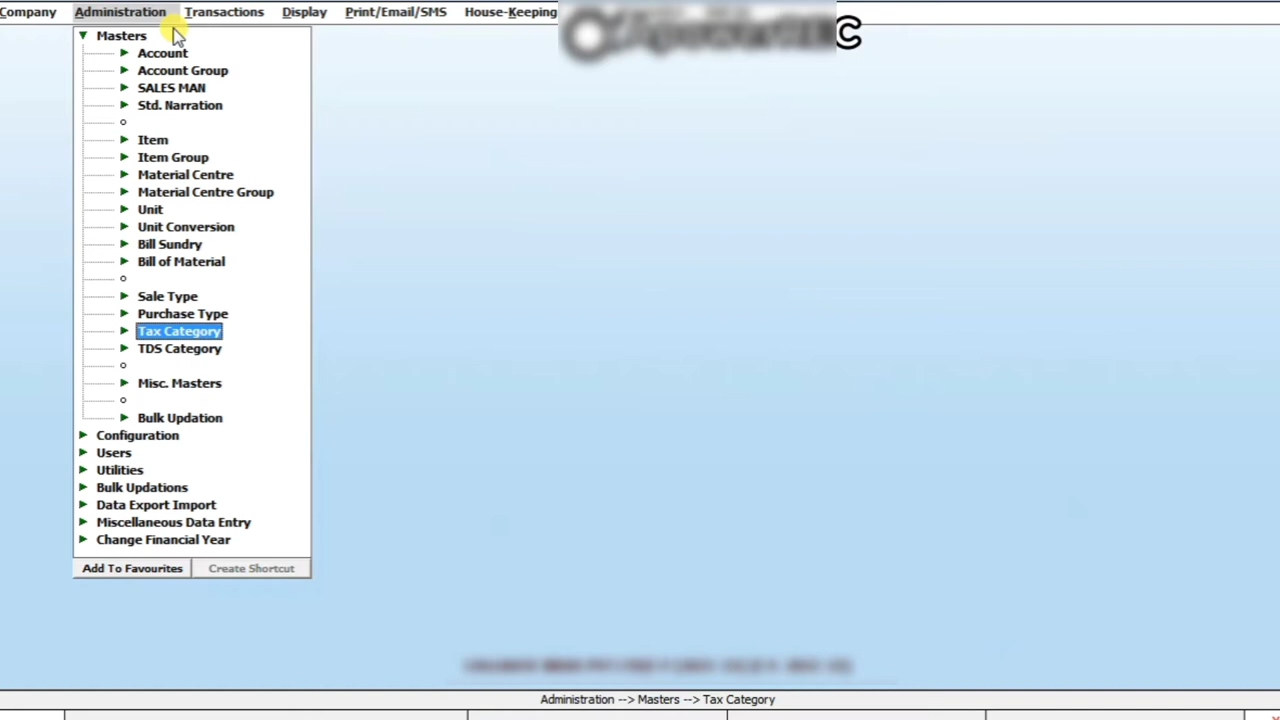 Company Administration Transactions Display Print/Email/SMS House-Keeping
C
Masters
Account
Account Group
SALES MAN
Std. Narration
Item
Item Group
Material Centre
Material Centre Group
Unit
Unit Conversion
Bill Sundry
Bill of Material
Sale Type
Purchase Type
Tax Category
TDS Category
Misc. Masters
Bulk Updation
Configuration
Users
Utilities
Bulk Updations
Data Export Import
Miscellaneous Data Entry
Change Financial Year
Add To Favourites Create Shortcut
Administration --> Masters --> Tax Category